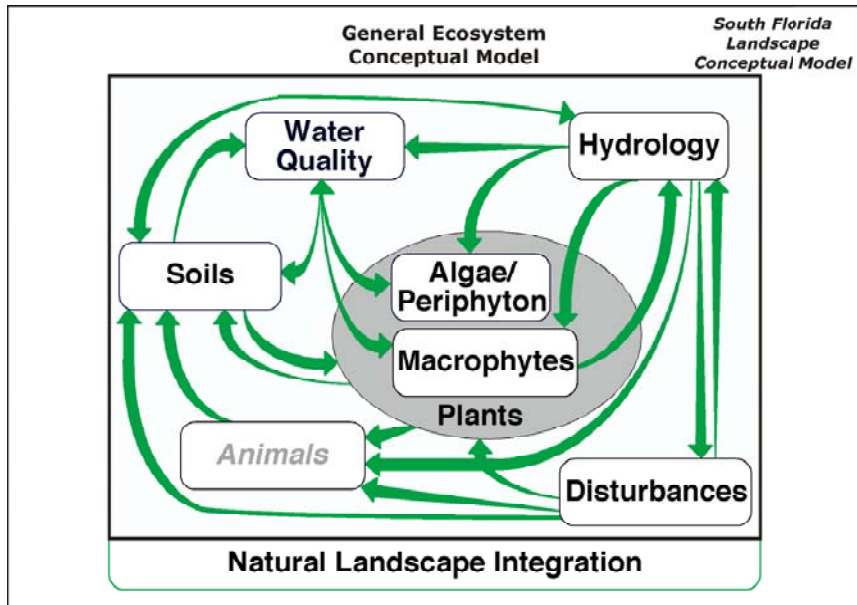 General Ecosystem
Conceptual Model
South Florida
Landscape
Conceptual Model
Water
Quality
Hydrology
Soils
Algae/
Periphyton
Macrophytes
Plants
Animals
Disturbances
Natural Landscape Integration